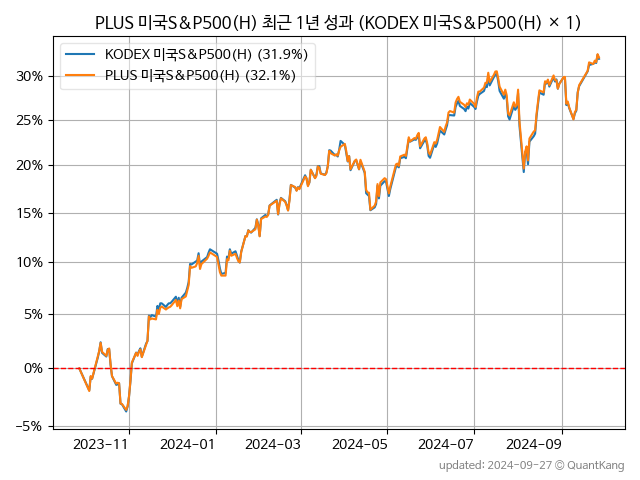 PLUS 미국S&P500(H) 최근 1년 성과 (KODEX 미국S&P500(H) × 1)
KODEX 미국S&P500(H) (31.9%)
PLUS 미국S&P500(H) (32.1%)
30%
25%
20%
15%
10%
5%
0%
−5%
2023-11 2024-01 2024-03 2024-05 2024-07 2024-09
updated: 2024-09-27 © QuantKang